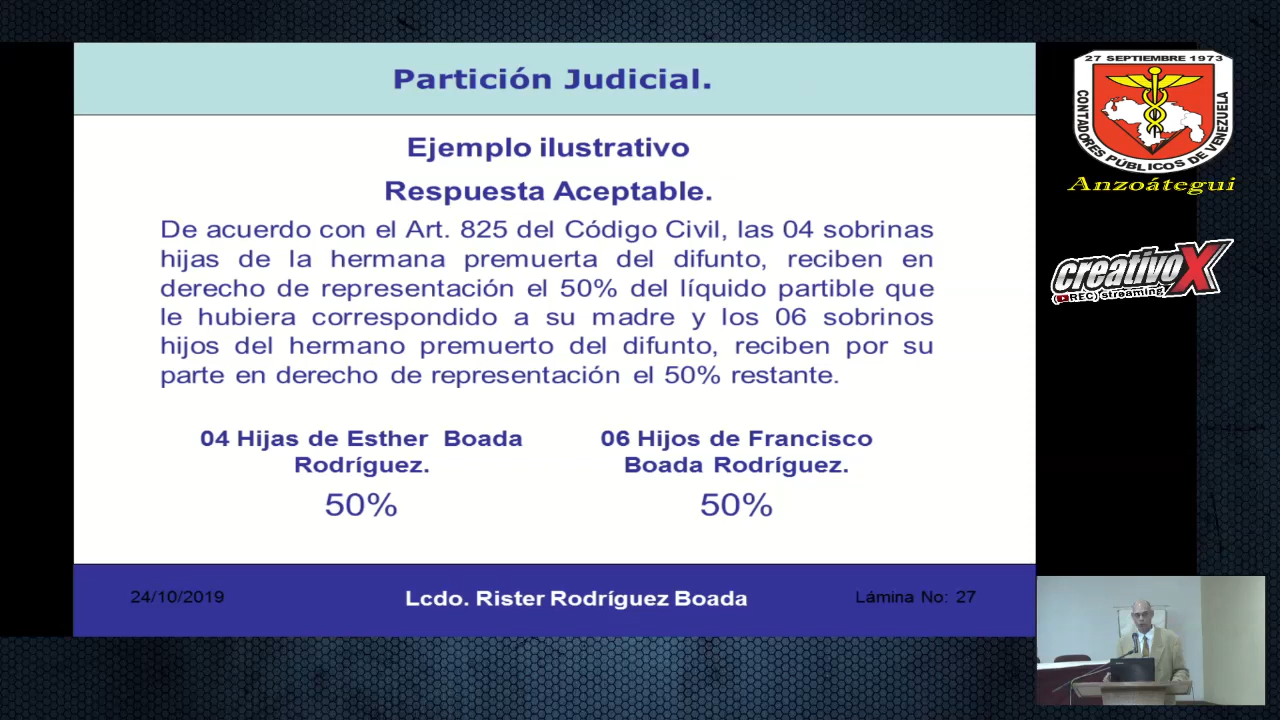 Partición Judicial.
Ejemplo ilustrativo
Respuesta Aceptable.
De acuerdo con el Art. 825 del Código Civil, las 04 sobrinas
hijas de la hermana premuerta del difunto, reciben en
derecho de representación el 50% del líquido partible que
le hubiera correspondido a su madre y los 06 sobrinos
hijos del hermano premuerto del difunto, reciben por su
parte en derecho de representación el 50% restante.
04 Hijas de Esther Boada
Rodríguez.
50%
06 Hijos de Francisco
Boada Rodríguez.
50%
24/10/2019
Lcdo. Rister Rodríguez Boada
Lámina No: 27
27 SEPTIEMBRE 1973
CONTADORES PÚBLICOS DE VENEZUELA
Anzoátegui
creativoX
(REC) streaming